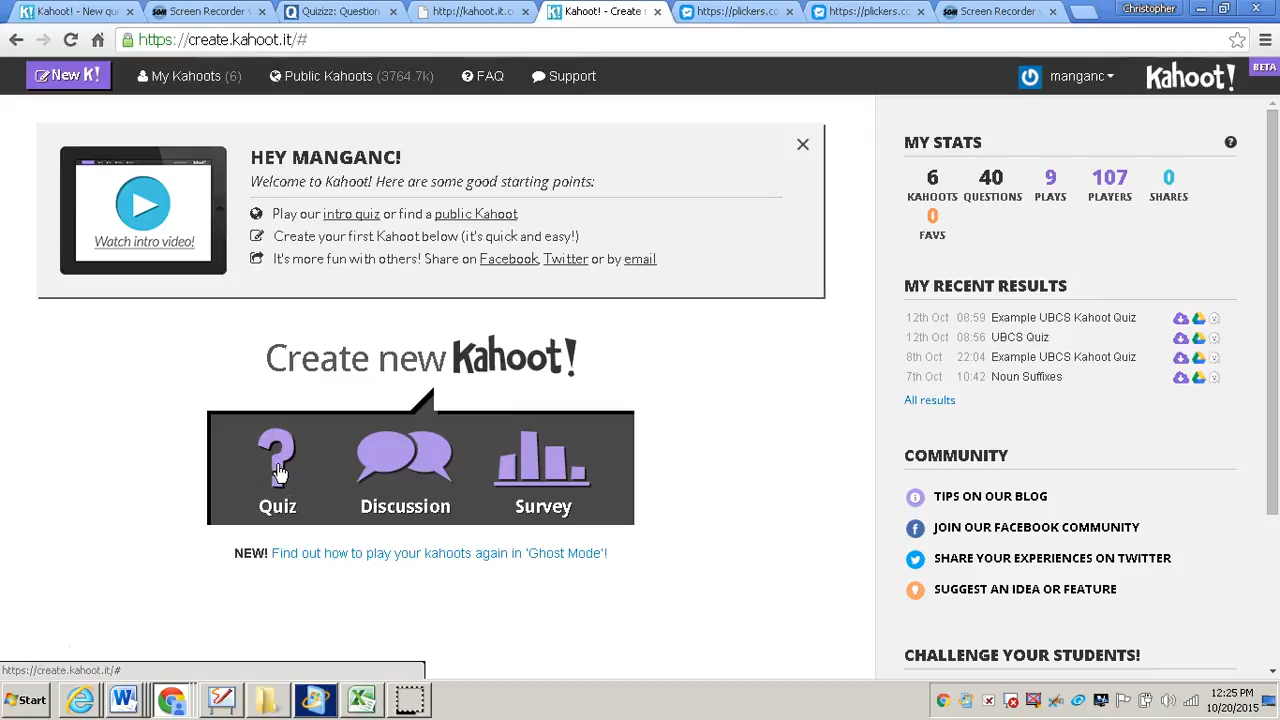 Kahoot! - New qu
Screen Recorder
Quizizz: Question
http://kahoot.it.o
Kahoot! - Create
https://plickers.co
https://plickers.co
Screen Recorder
Christopher
https://create.kahoot.it/#
New K!
My Kahoots (6)
Public Kahoots (3764.7k)
FAQ
Support
manganc
Kahoot!
BETA
HEY MANGANC!
Welcome to Kahoot! Here are some good starting points:
Play our intro quiz or find a public Kahoot
Create your first Kahoot below (it's quick and easy!)
It's more fun with others! Share on Facebook, Twitter or by email
Watch intro video!
Create new Kahoot!
Quiz
Discussion
Survey
NEW! Find out how to play your kahoots again in 'Ghost Mode'!
MY STATS
6 40 9 107 0
KAHOOTS QUESTIONS PLAYS PLAYERS SHARES
0
FAVS
MY RECENT RESULTS
12th Oct 08:59 Example UBCS Kahoot Quiz
12th Oct 08:56 UBCS Quiz
8th Oct 22:04 Example UBCS Kahoot Quiz
7th Oct 10:42 Noun Suffixes
All results
COMMUNITY
TIPS ON OUR BLOG
JOIN OUR FACEBOOK COMMUNITY
SHARE YOUR EXPERIENCES ON TWITTER
SUGGEST AN IDEA OR FEATURE
CHALLENGE YOUR STUDENTS!
https://create.kahoot.it/#
Start
12:25 PM
10/20/2015